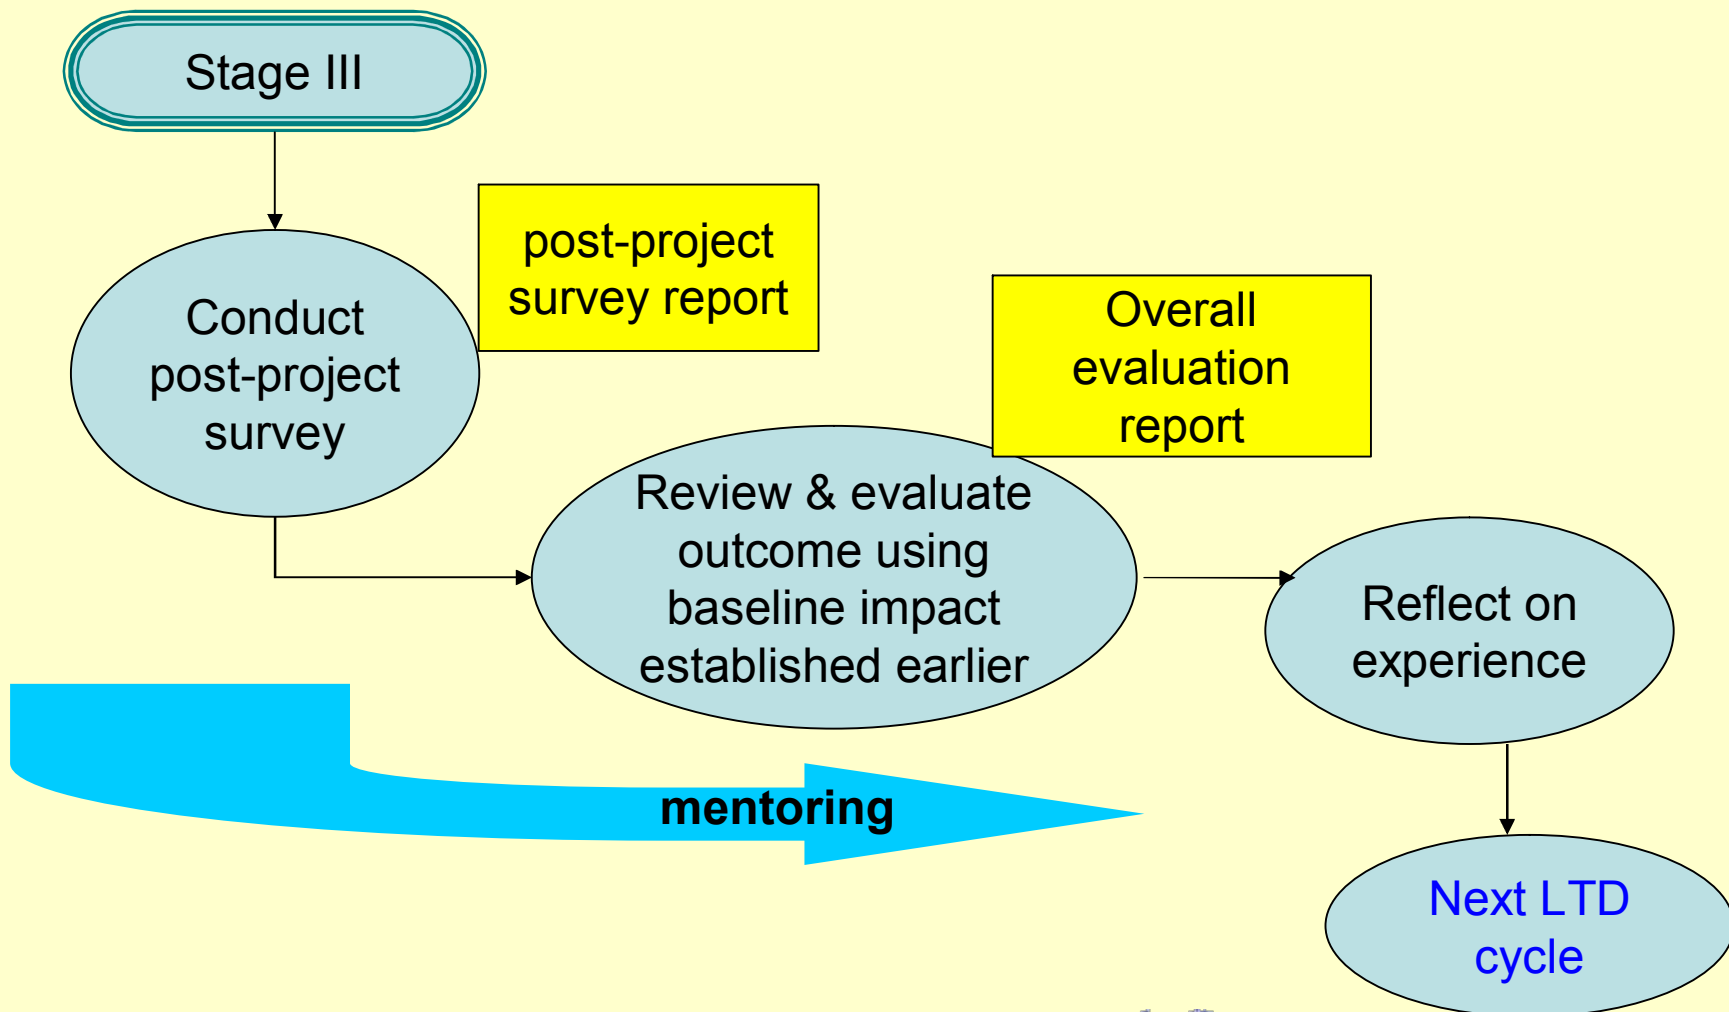 Stage III
post-project
survey report
Conduct
post-project
survey
Overall
evaluation
report
Review & evaluate
outcome using
baseline impact
established earlier
Reflect on
experience
mentoring
Next LTD
cycle